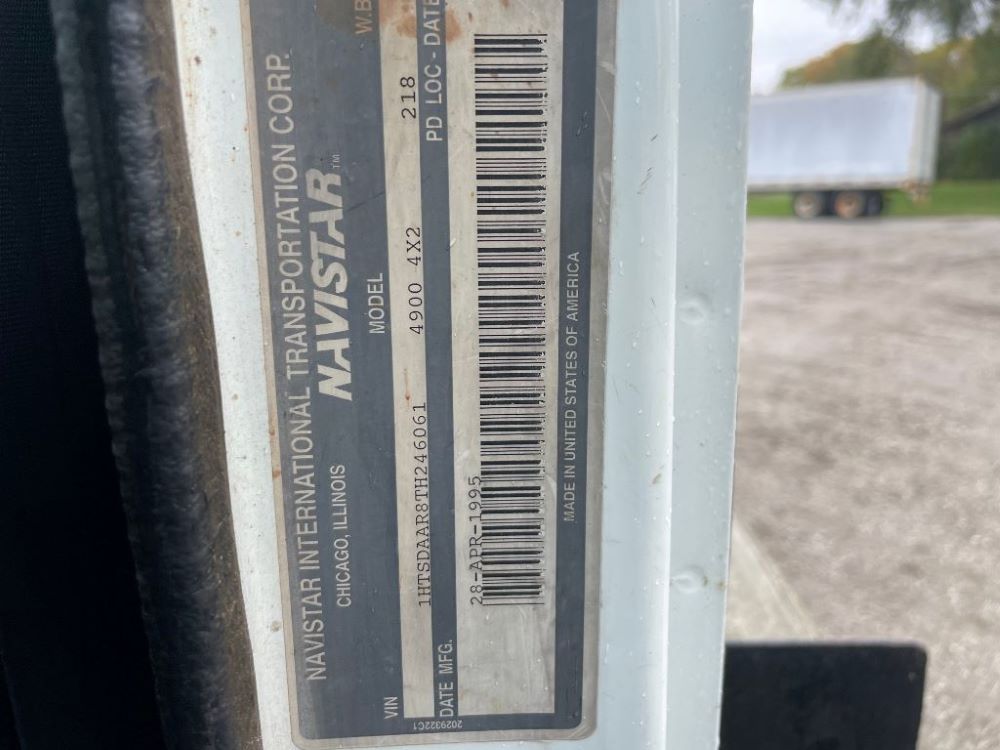 NAVISTAR INTERNATIONAL TRANSPORTATION CORP.
CHICAGO, ILLINOIS NAVISTAR™
VIN MODEL W.B
1HTSDAAR8TH246061 4900 4X2 218
DATE MFG. PD LOC - DATE
28-APR-1995
MADE IN UNITED STATES OF AMERICA
2029322C1